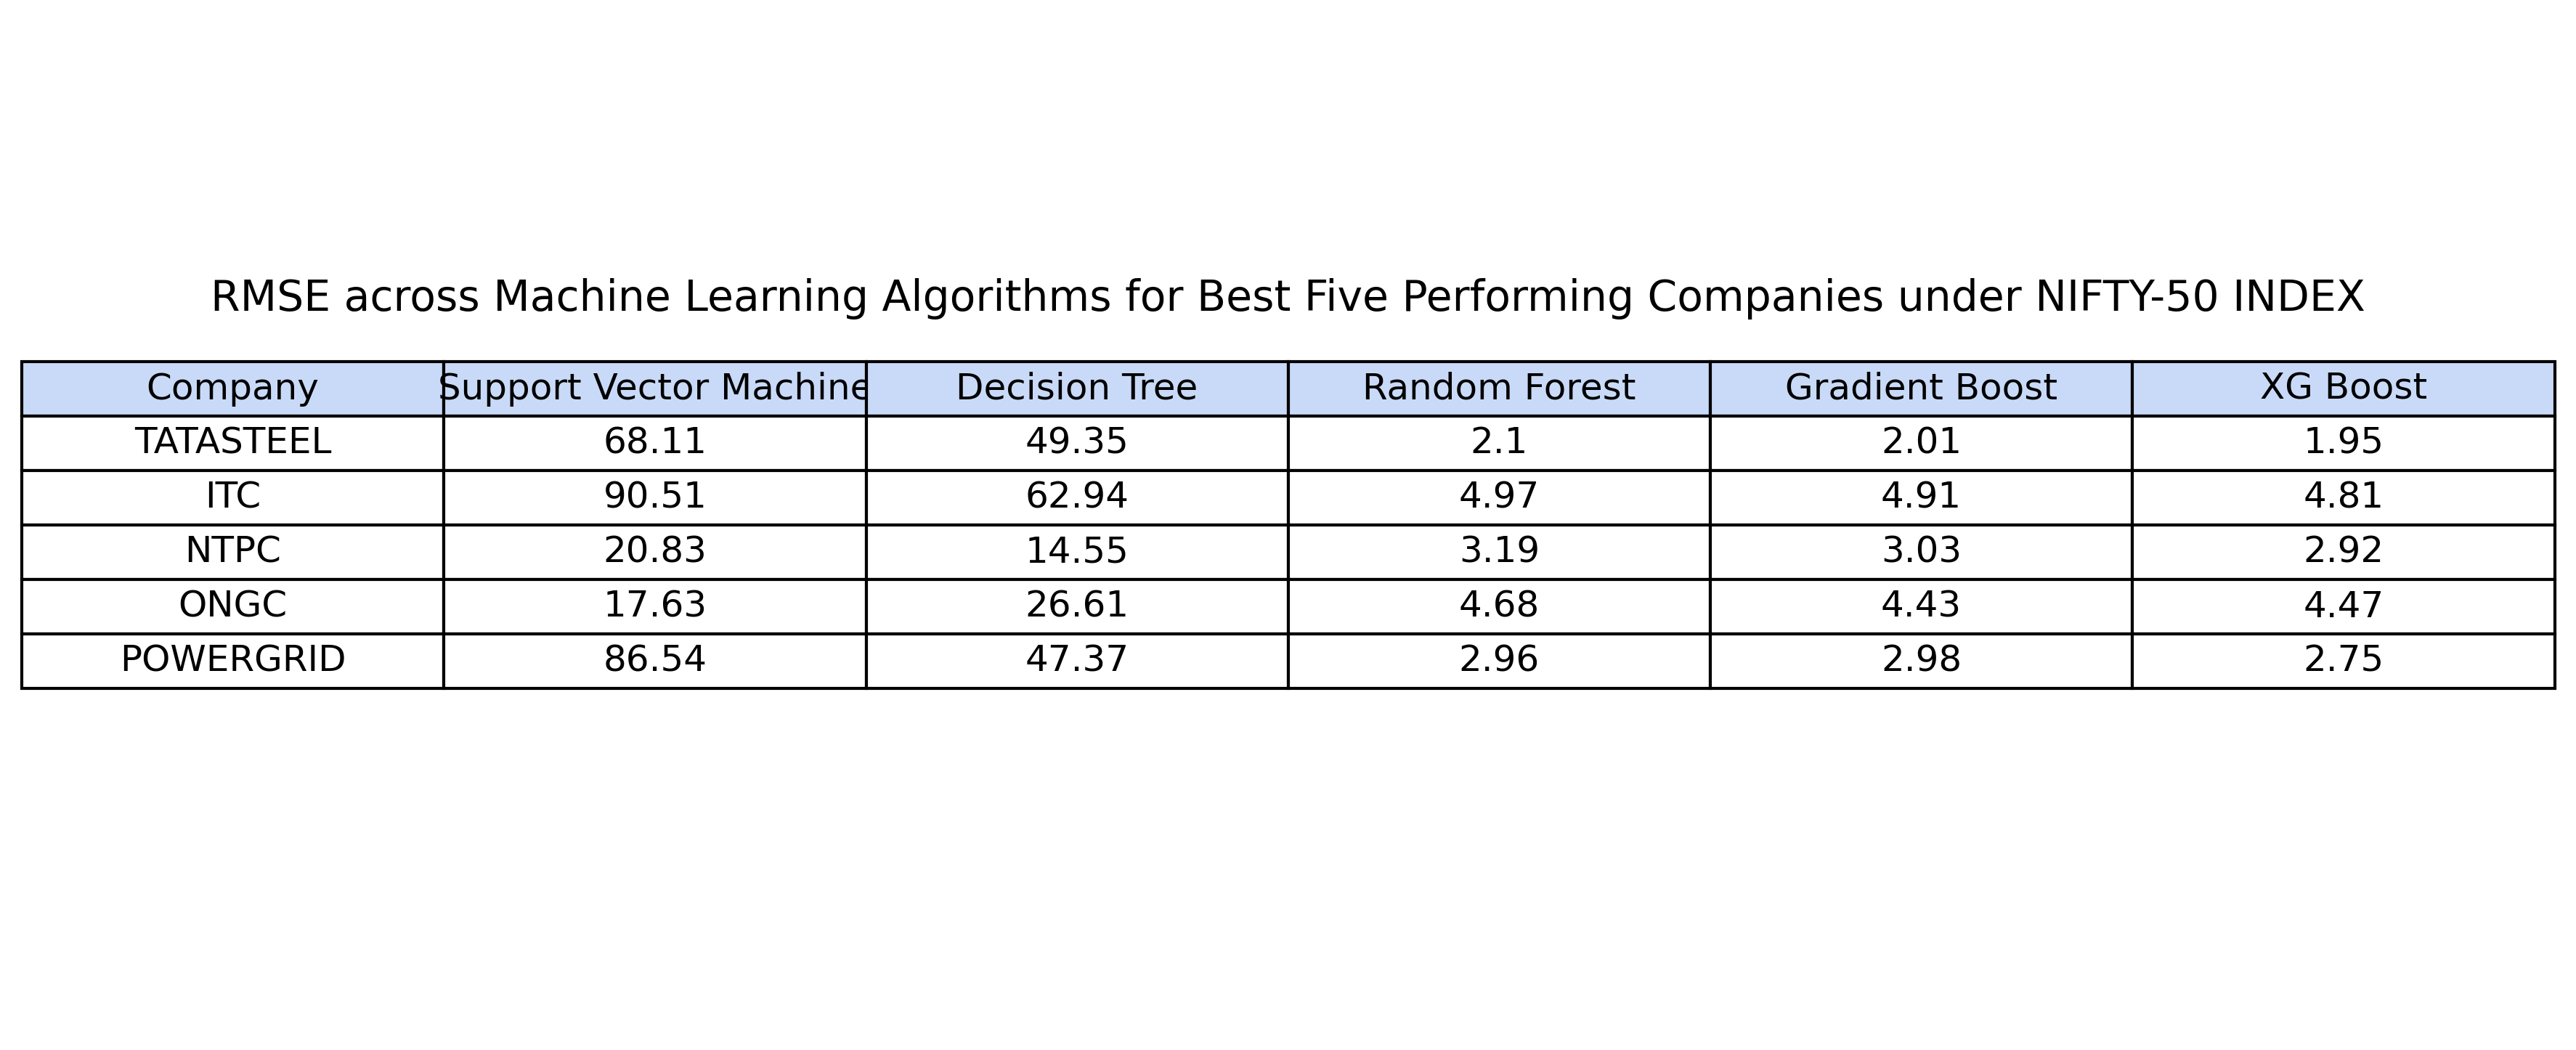 RMSE across Machine Learning Algorithms for Best Five Performing Companies under NIFTY-50 INDEX
Company Support Vector Machine Decision Tree Random Forest Gradient Boost XG Boost
TATASTEEL 68.11 49.35 2.1 2.01 1.95
ITC 90.51 62.94 4.97 4.91 4.81
NTPC 20.83 14.55 3.19 3.03 2.92
ONGC 17.63 26.61 4.68 4.43 4.47
POWERGRID 86.54 47.37 2.96 2.98 2.75